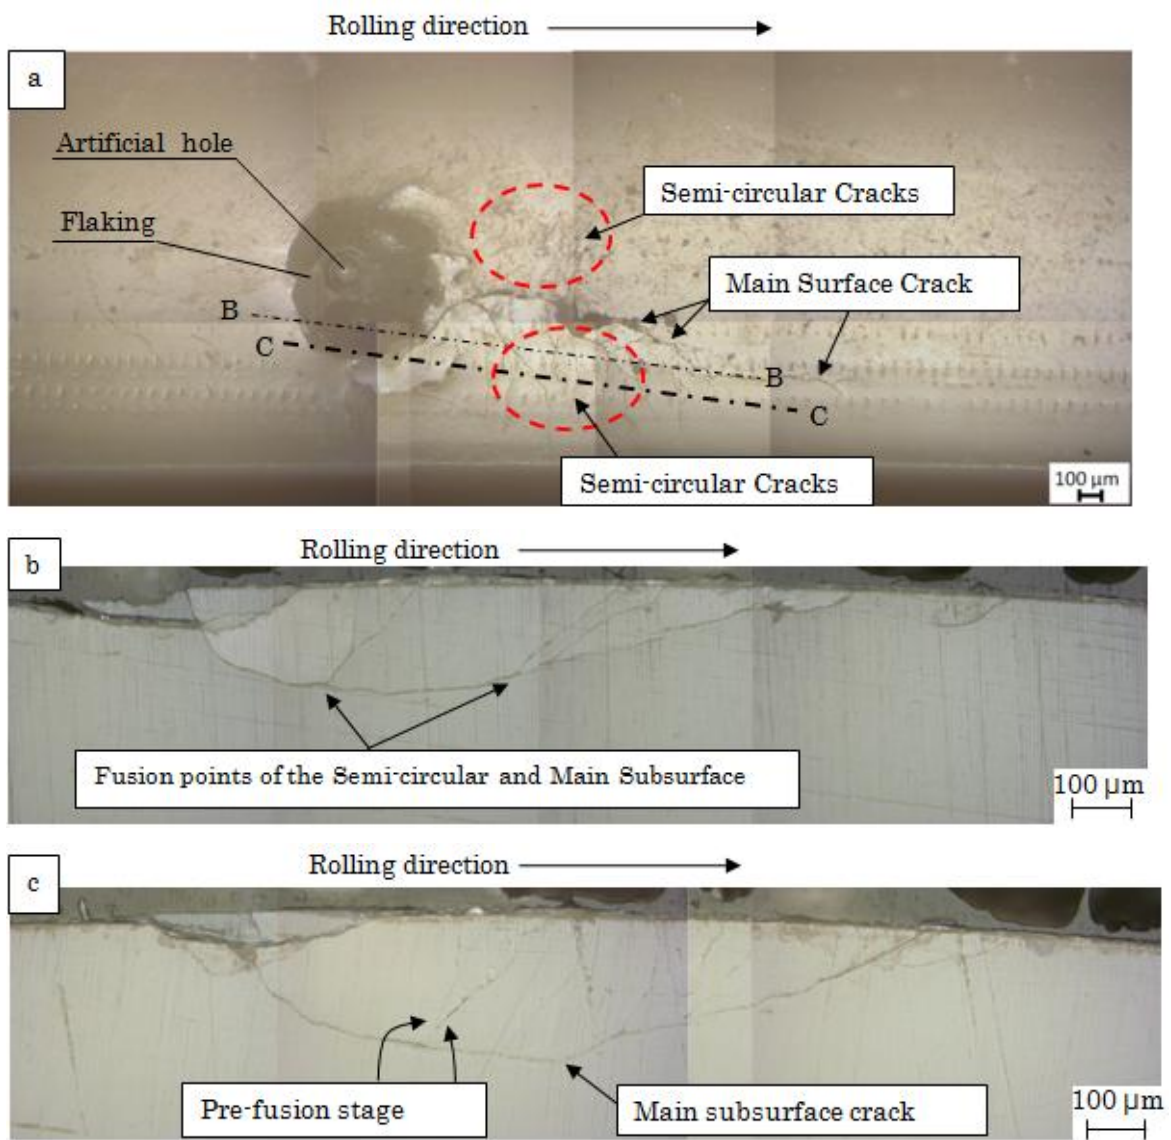 Rolling direction
a
Artificial hole
Flaking
Semi-circular Cracks
Main Surface Crack
B
C
B
C
Semi-circular Cracks
100 µm
b
Rolling direction
Fusion points of the Semi-circular and Main Subsurface
100 µm
c
Rolling direction
Pre-fusion stage
Main subsurface crack
100 µm